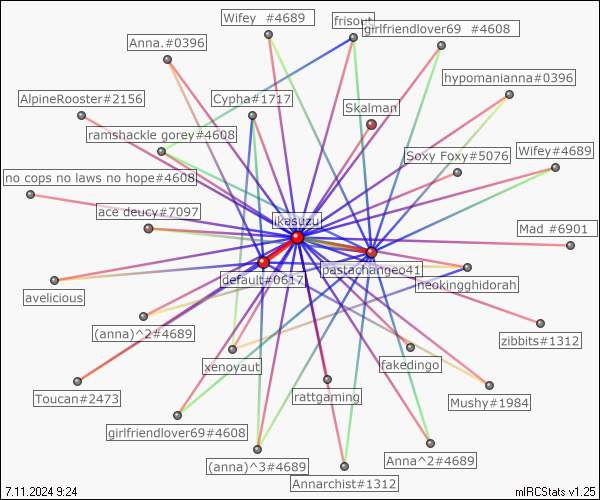 Wifey #4689
frisout
girlfriendlover69 #4608
Anna.#0396
hypomanianna#0396
AlpineRooster#2156
Cypha#1717
Skalman
ramshackle gorey#4608
Soxy Foxy#5076
Wifey#4689
no cops no laws no hope#4608
ace deucy#7097
ikasuzu
Mad #6901
pastachangeo41
default#0617
neokingghidorah
avelicious
(anna)^2#4689
zibbits#1312
xenoyaut
fakedingo
Toucan#2473
rattgaming
Mushy#1984
girlfriendlover69#4608
(anna)^3#4689
Anna^2#4689
Annarchist#1312
7.11.2024 9:24
mIRCStats v1.25